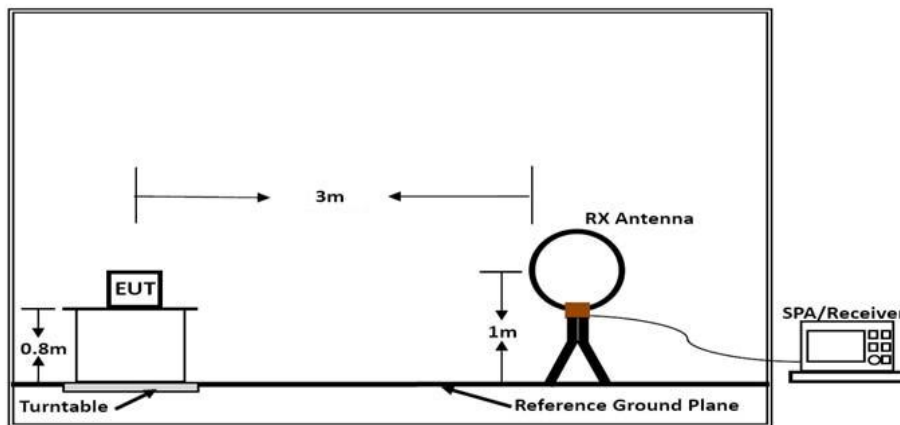 3m
RX Antenna
EUT
SPA/Receiver
0.8m
1m
Turntable
Reference Ground Plane